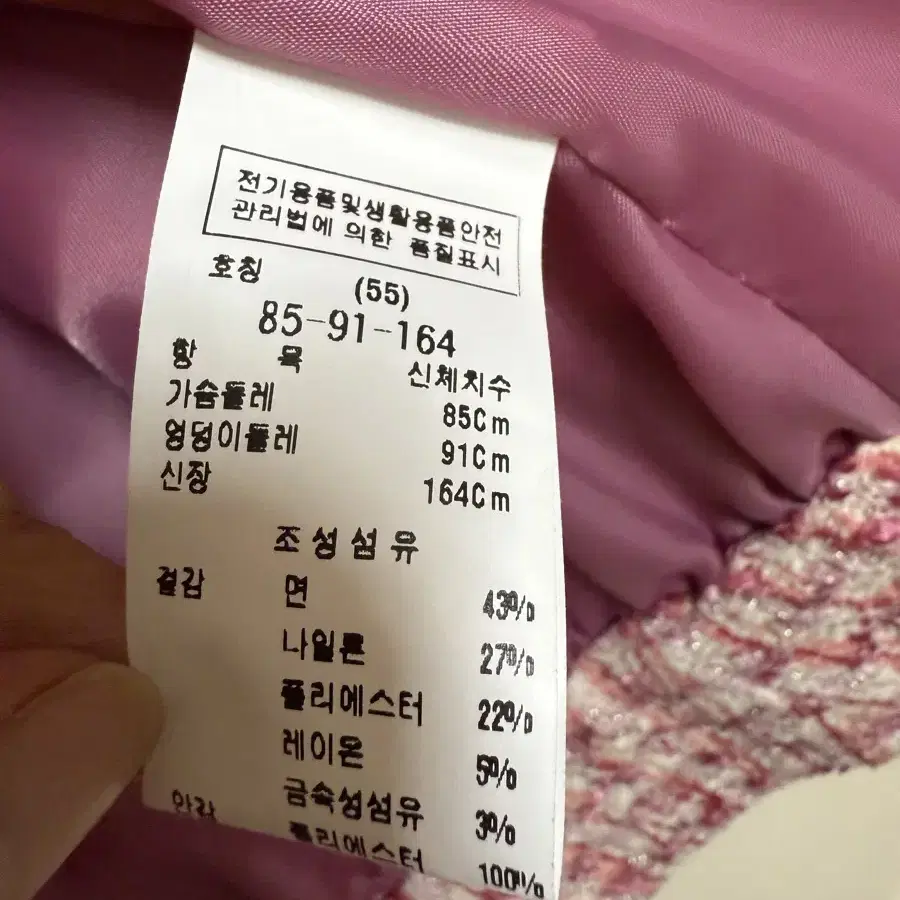 전기용품및생활용품안전
관리법에 의한 품질표시
호칭 (55)
85-91-164
항 목 신체치수
가슴둘레 85Cm
엉덩이둘레 91Cm
신장 164Cm
조성섬유
겉감 면 43%
나일론 27%
폴리에스터 22%
레이온 5%
금속성섬유 3%
안감 폴리에스터 100%